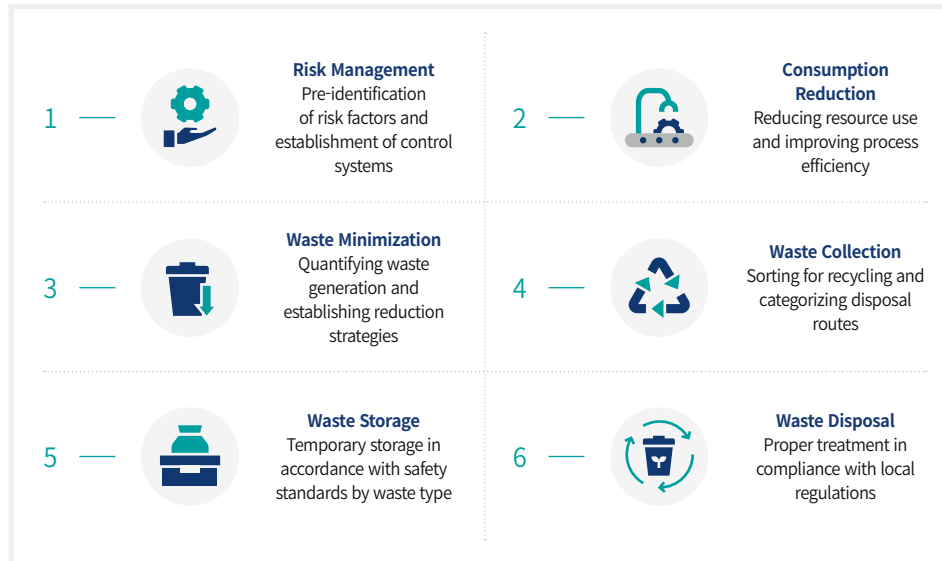 1
Risk Management
Pre-identification
of risk factors and
establishment of control
systems
2
Consumption
Reduction
Reducing resource use
and improving process
efficiency
3
Waste Minimization
Quantifying waste
generation and
establishing reduction
strategies
4
Waste Collection
Sorting for recycling and
categorizing disposal
routes
5
Waste Storage
Temporary storage in
accordance with safety
standards by waste type
6
Waste Disposal
Proper treatment in
compliance with local
regulations